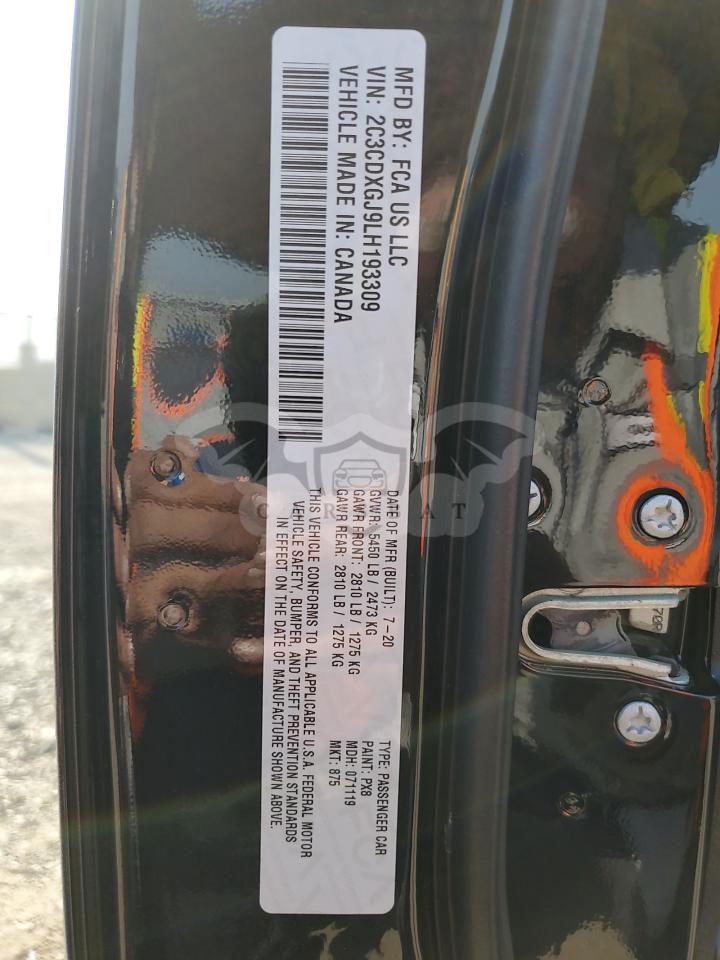 MFD BY: FCA US LLC
VIN: 2C3CDXGJ9LH193309
VEHICLE MADE IN: CANADA
DATE OF MFR (BUILT): 7-20
GVWR: 5450 LB / 2473 KG
GAWR FRONT: 2810 LB / 1275 KG
GAWR REAR: 2810 LB / 1275 KG
THIS VEHICLE CONFORMS TO ALL APPLICABLE U.S.A. FEDERAL MOTOR
VEHICLE SAFETY, BUMPER, AND THEFT PREVENTION STANDARDS
IN EFFECT ON THE DATE OF MANUFACTURE SHOWN ABOVE.
TYPE: PASSENGER CAR
PAINT: PX8
MDH: 071119
MKT: 875